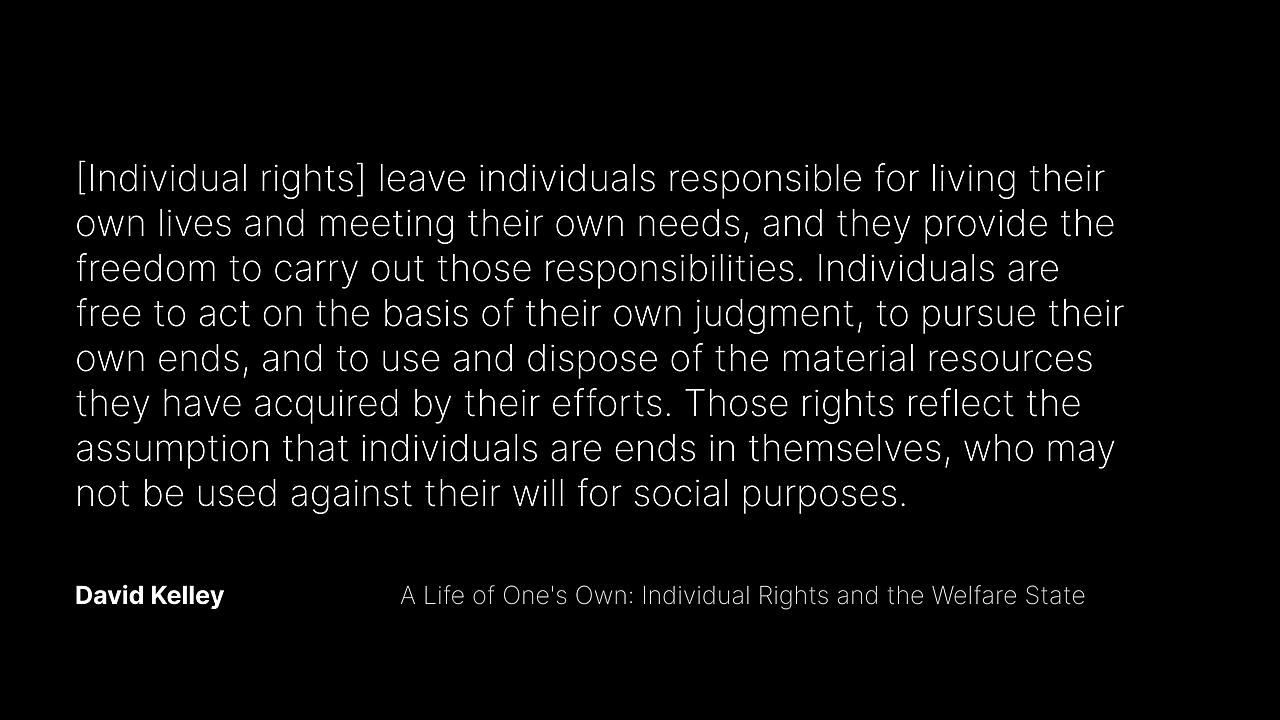 [Individual rights] leave individuals responsible for living their
own lives and meeting their own needs, and they provide the
freedom to carry out those responsibilities. Individuals are
free to act on the basis of their own judgment, to pursue their
own ends, and to use and dispose of the material resources
they have acquired by their efforts. Those rights reflect the
assumption that individuals are ends in themselves, who may
not be used against their will for social purposes.
David Kelley
A Life of One's Own: Individual Rights and the Welfare State